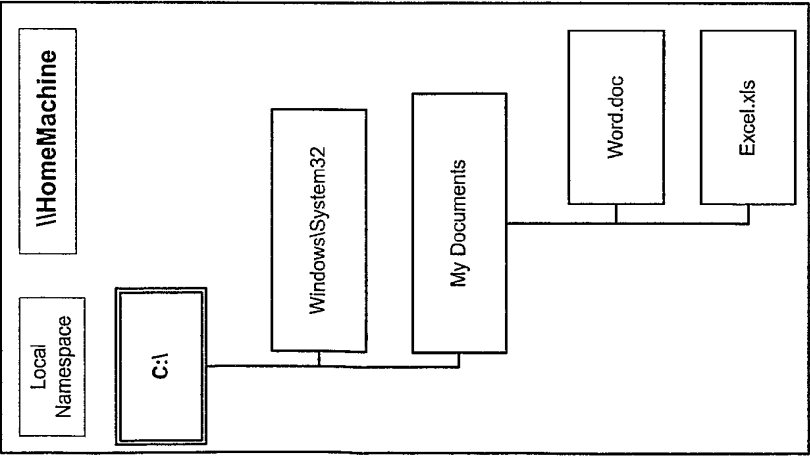 Local
Namespace
\\HomeMachine
C:\
Windows\System32
My Documents
Word.doc
Excel.xls